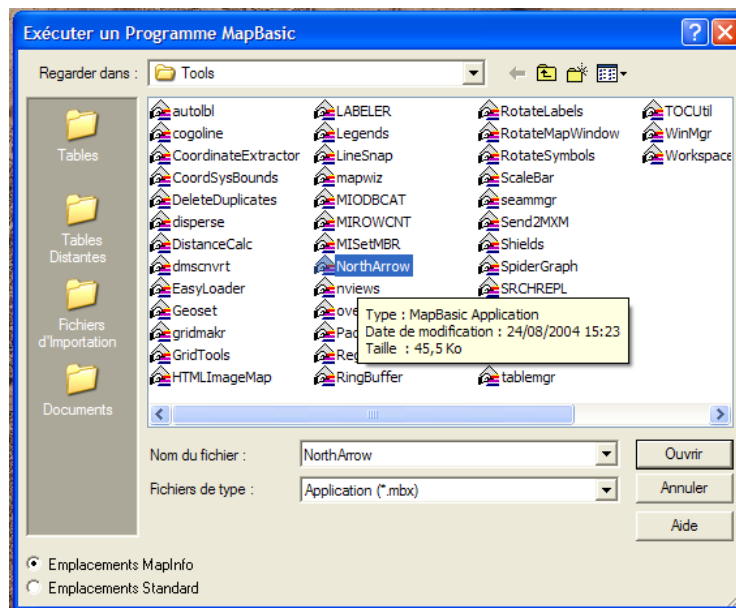 Exécuter un Programme MapBasic
Regarder dans : Tools
Tables
Tables
Distantes
Fichiers
d'Importation
Documents
autolbl
cogoline
CoordinateExtractor
CoordSysBounds
DeleteDuplicates
disperse
DistanceCalc
dmscnvrt
EasyLoader
Geoset
gridmakr
GridTools
HTMLImageMap
LABELER
Legends
LineSnap
mapwiz
MIODBCAT
MIROWCNT
MISetMBR
NorthArrow
nviews
ove
Pac
Reg
RingBuffer
RotateLabels
RotateMapWindow
RotateSymbols
ScaleBar
seammgr
Send2MXM
Shields
SpiderGraph
SRCHREPL
tablemgr
TOCUtil
WinMgr
Workspace
Type : MapBasic Application
Date de modification : 24/08/2004 15:23
Taille : 45,5 Ko
Nom du fichier : NorthArrow
Ouvrir
Fichiers de type : Application (*.mbx)
Annuler
Aide
Emplacements MapInfo
Emplacements Standard